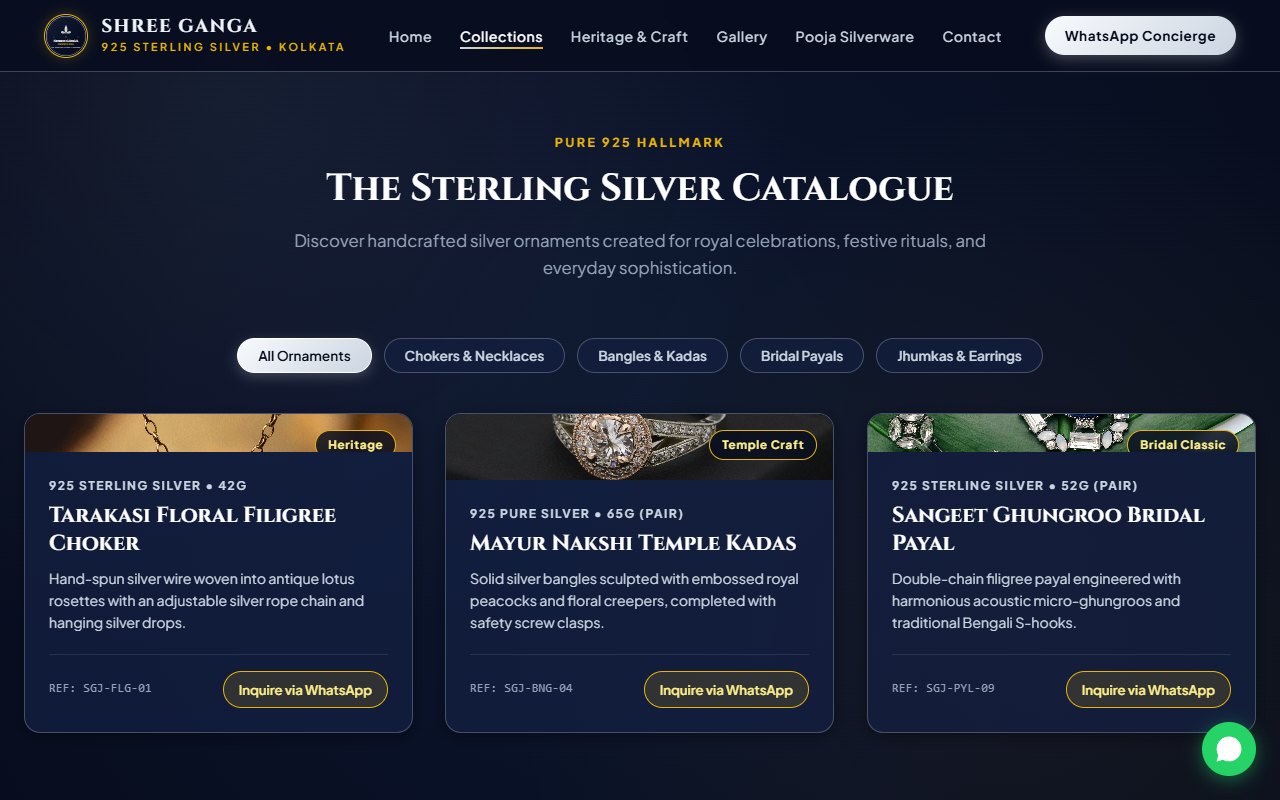 SHREE GANGA
925 STERLING SILVER • KOLKATA
Home
Collections
Heritage & Craft
Gallery
Pooja Silverware
Contact
WhatsApp Concierge
PURE 925 HALLMARK
The Sterling Silver Catalogue
Discover handcrafted silver ornaments created for royal celebrations, festive rituals, and
everyday sophistication.
All Ornaments
Chokers & Necklaces
Bangles & Kadas
Bridal Payals
Jhumkas & Earrings
Heritage
925 STERLING SILVER • 42G
Tarakasi Floral Filigree
Choker
Hand-spun silver wire woven into antique lotus
rosettes with an adjustable silver rope chain and
hanging silver drops.
REF: SGJ-FLG-01
Inquire via WhatsApp
Temple Craft
925 PURE SILVER • 65G (PAIR)
Mayur Nakshi Temple Kadas
Solid silver bangles sculpted with embossed royal
peacocks and floral creepers, completed with
safety screw clasps.
REF: SGJ-BNG-04
Inquire via WhatsApp
Bridal Classic
925 STERLING SILVER • 52G (PAIR)
Sangeet Ghungroo Bridal
Payal
Double-chain filigree payal engineered with
harmonious acoustic micro-ghungroos and
traditional Bengali S-hooks.
REF: SGJ-PYL-09
Inquire via WhatsApp